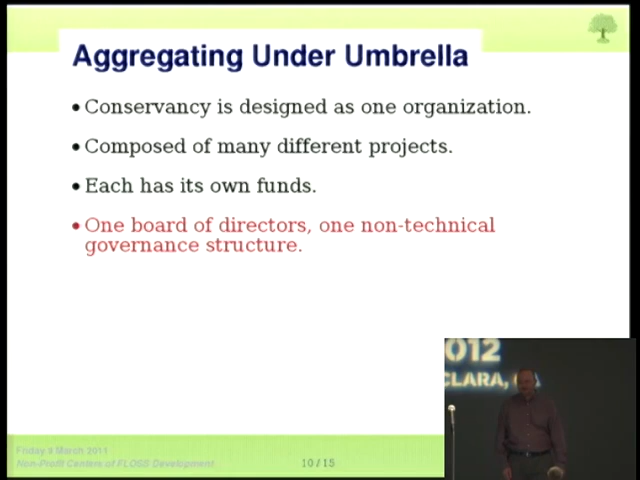 Aggregating Under Umbrella
• Conservancy is designed as one organization.
• Composed of many different projects.
• Each has its own funds.
• One board of directors, one non-technical
governance structure.
012
CLARA, CA
Friday 9 March 2011
Non-Profit Centers of FLOSS Development
10 / 15